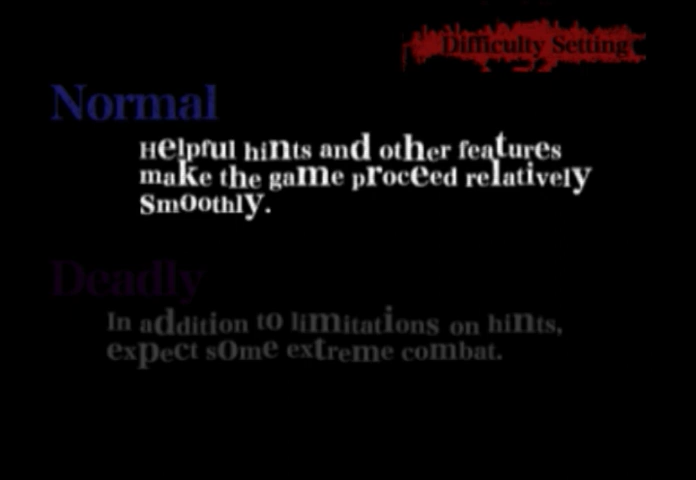 Difficulty Setting
Normal
Helpful hints and other features
make the game proceed relatively
Smoothly.
Deadly
In addition to limitations on hints,
expect some extreme combat.